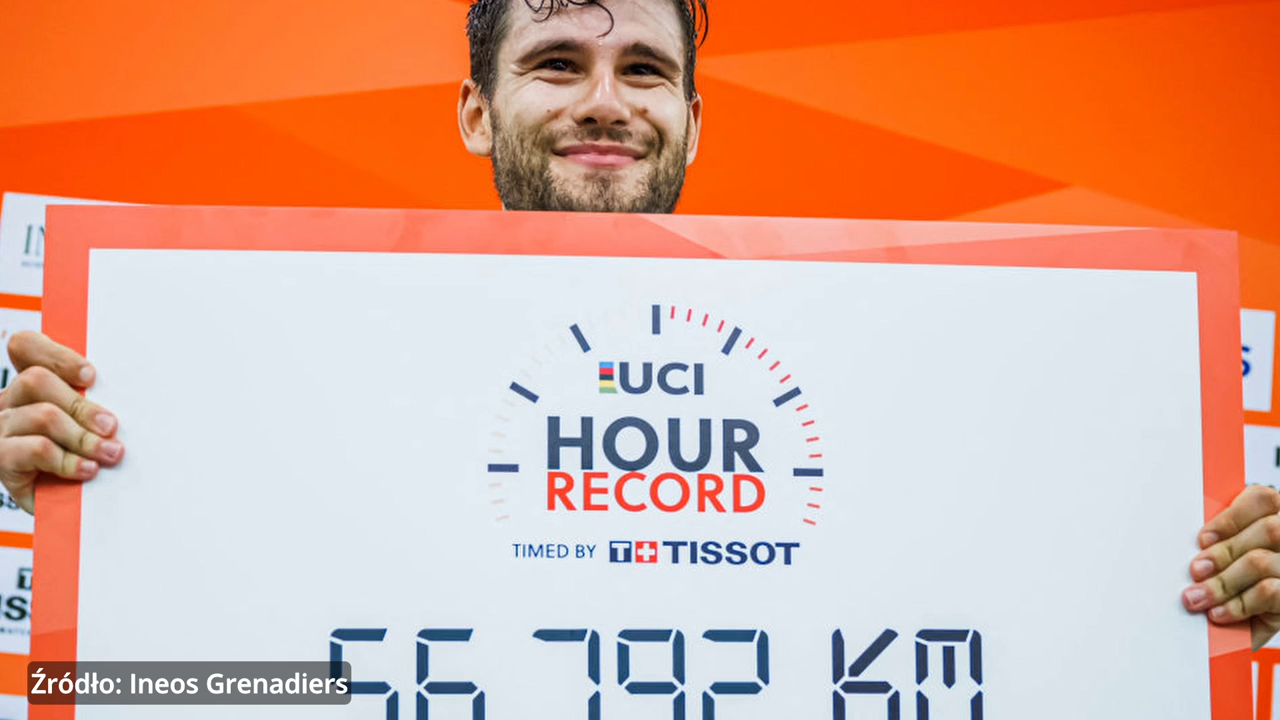 UCI
HOUR
RECORD
TIMED BY T+ TISSOT
56.792 KM
Źródło: Ineos Grenadiers